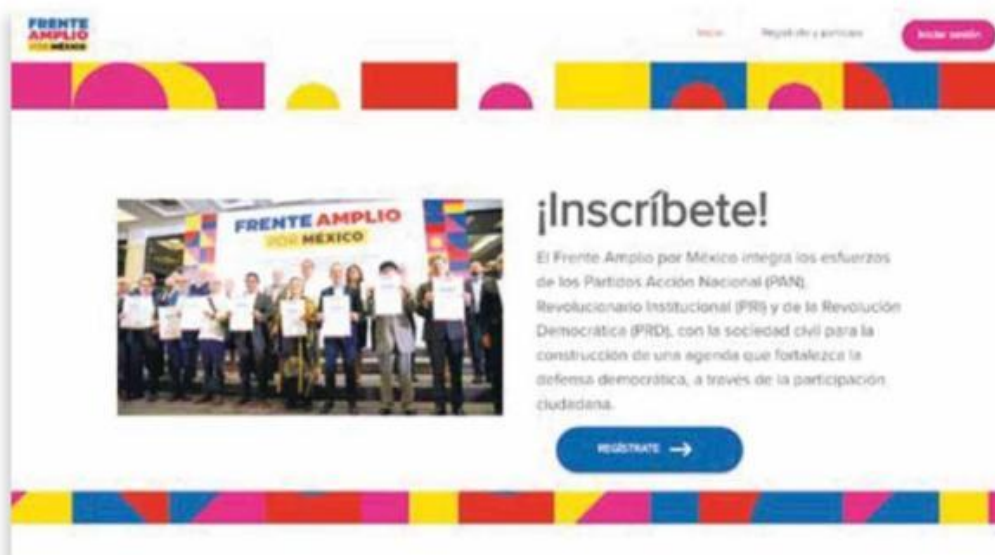 FRENTE
AMPLIO
POR MÉXICO
Inicio
Regístrate y participa
Iniciar sesión
FRENTE AMPLIO
POR MÉXICO
¡Inscríbete!
El Frente Amplio por México integra los esfuerzos
de los Partidos Acción Nacional (PAN),
Revolucionario Institucional (PRI) y de la Revolución
Democrática (PRD), con la sociedad civil para la
construcción de una agenda que fortalezca la
defensa democrática, a través de la participación
ciudadana.
REGÍSTRATE